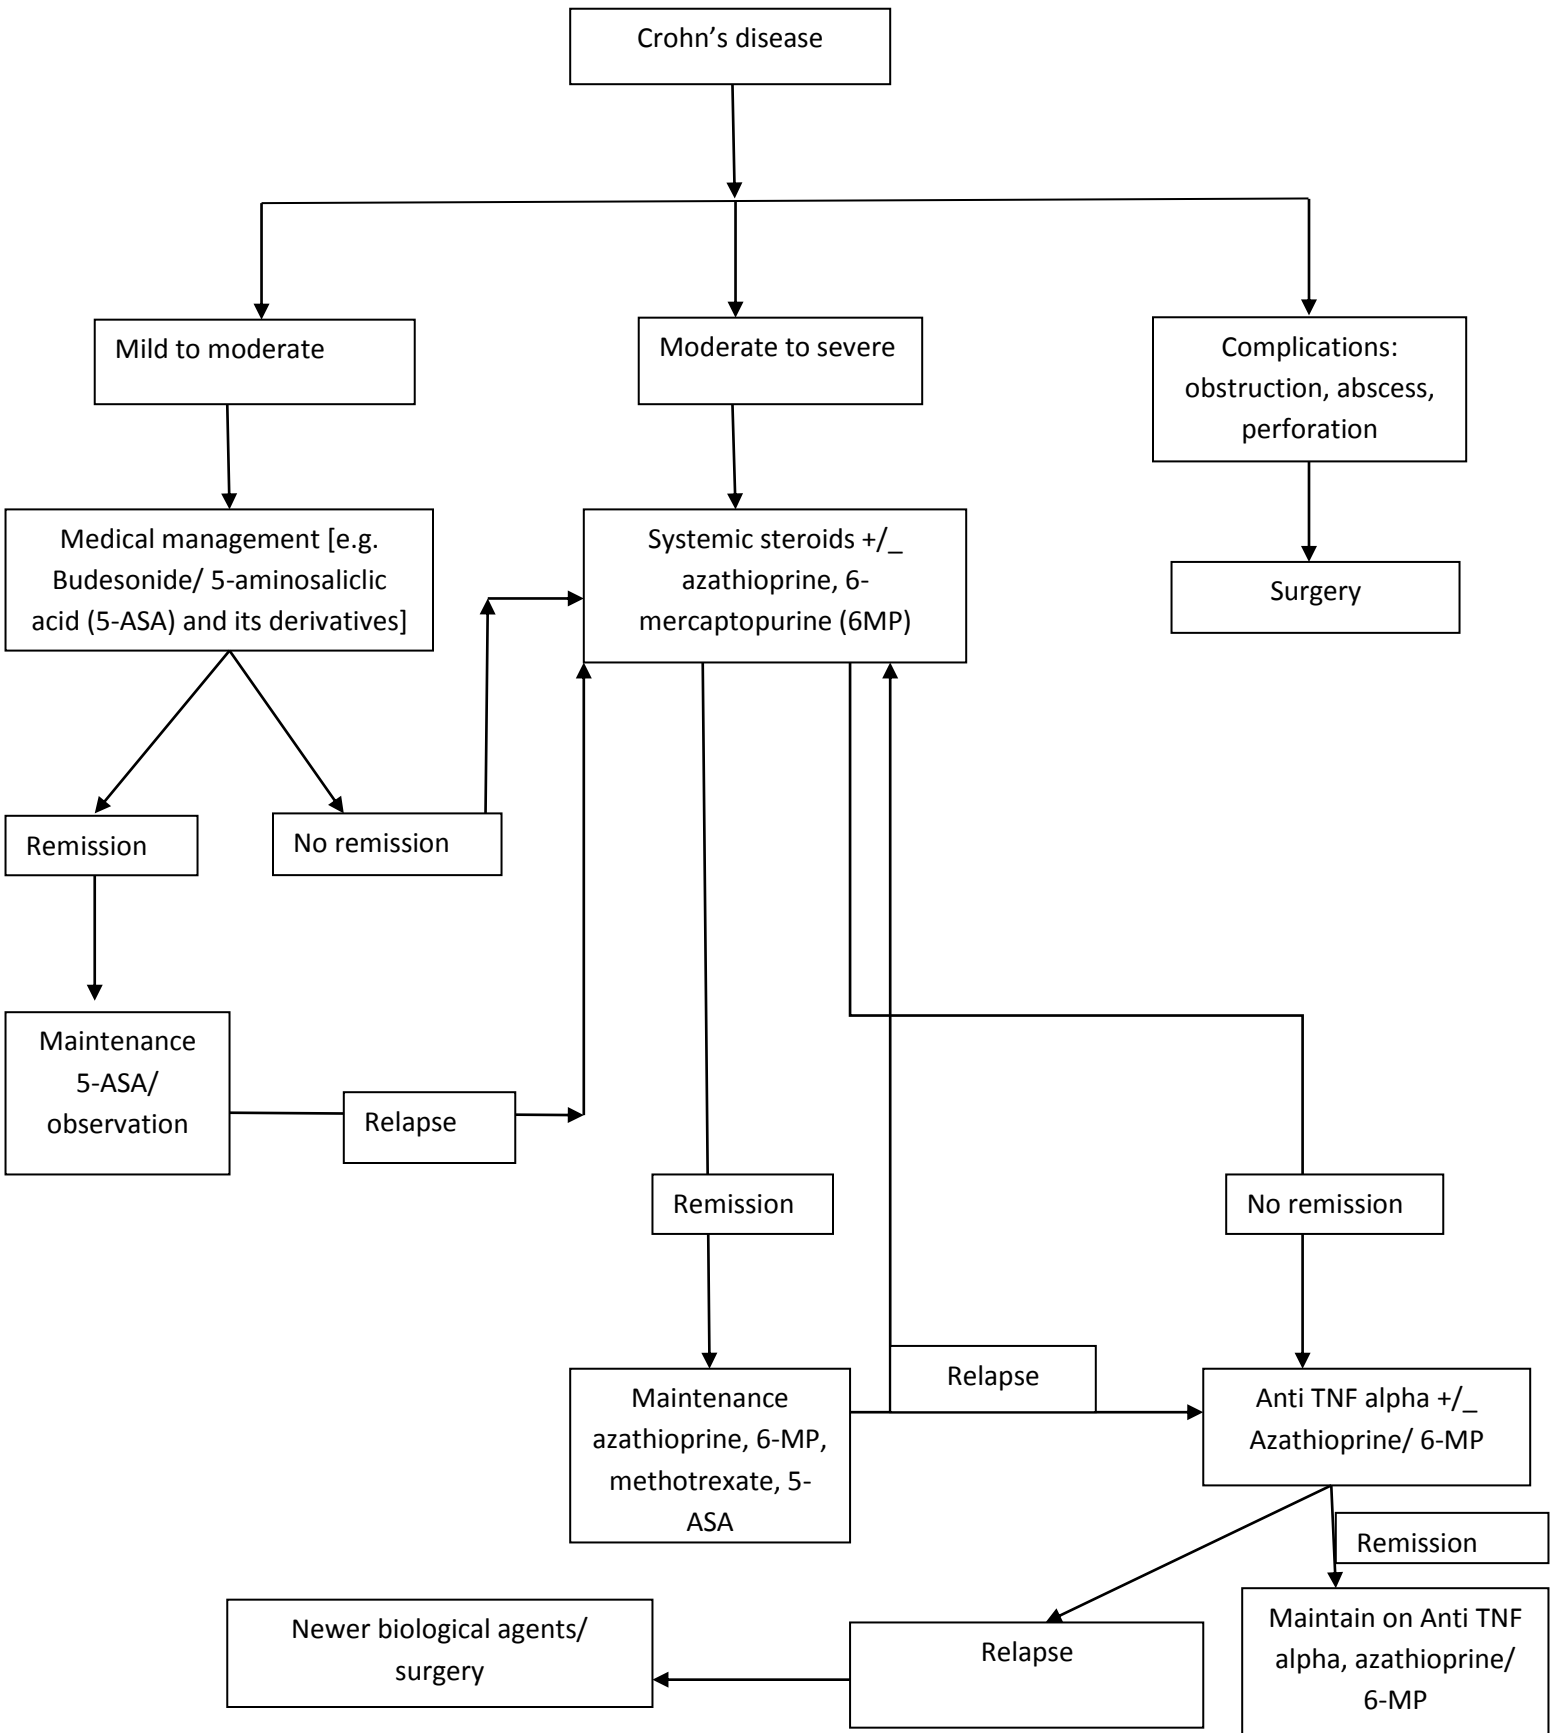 Crohn’s disease
Mild to moderate
Moderate to severe
Complications:
obstruction, abscess,
perforation
Medical management [e.g.
Budesonide/ 5-aminosaliclic
acid (5-ASA) and its derivatives]
Systemic steroids +/_
azathioprine, 6-
mercaptopurine (6MP)
Surgery
Remission
No remission
Maintenance
5-ASA/
observation
Relapse
Remission
No remission
Maintenance
azathioprine, 6-MP,
methotrexate, 5-
ASA
Relapse
Anti TNF alpha +/_
Azathioprine/ 6-MP
Remission
Newer biological agents/
surgery
Relapse
Maintain on Anti TNF
alpha, azathioprine/
6-MP